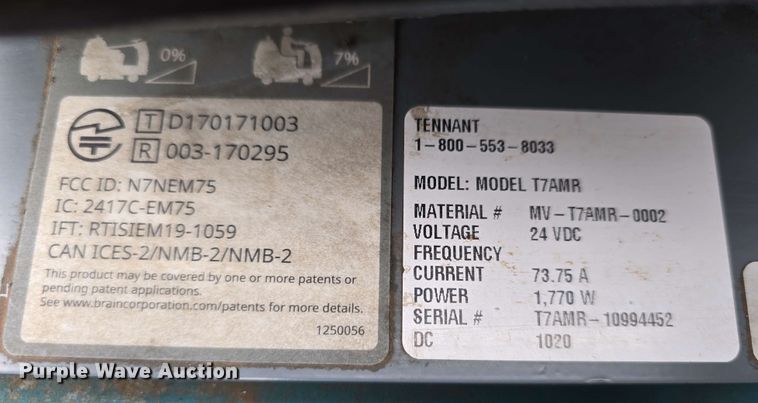 0%
7%
T D170171003
R 003-170295
FCC ID: N7NEM75
IC: 2417C-EM75
IFT: RTISIEM19-1059
CAN ICES-2/NMB-2/NMB-2
This product may be covered by one or more patents or
pending patent applications.
See www.braincorporation.com/patents for more details.
1250056
TENNANT
1-800-553-8033
MODEL: MODEL T7AMR
MATERIAL # MV-T7AMR-0002
VOLTAGE 24 VDC
FREQUENCY
CURRENT 73.75 A
POWER 1,770 W
SERIAL # T7AMR-10994452
DC 1020
Purple Wave Auction